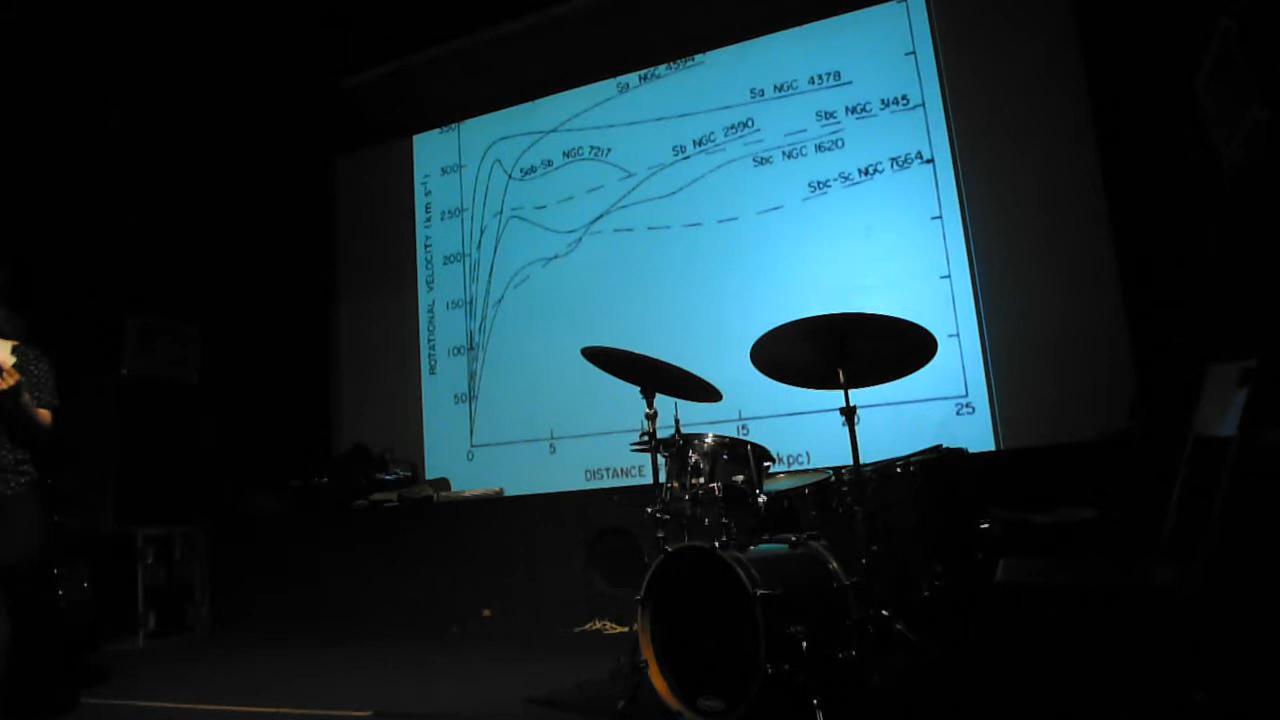 Sa NGC 4594
Sa NGC 4378
Sbc NGC 3145
Sb NGC 2590
Sbc NGC 1620
Sab-Sb NGC 7217
Sbc-Sc NGC 7664
ROTATIONAL VELOCITY (km s⁻¹)
350
300
250
200
150
100
50
0
5
15
20
25
DISTANCE
kpc)